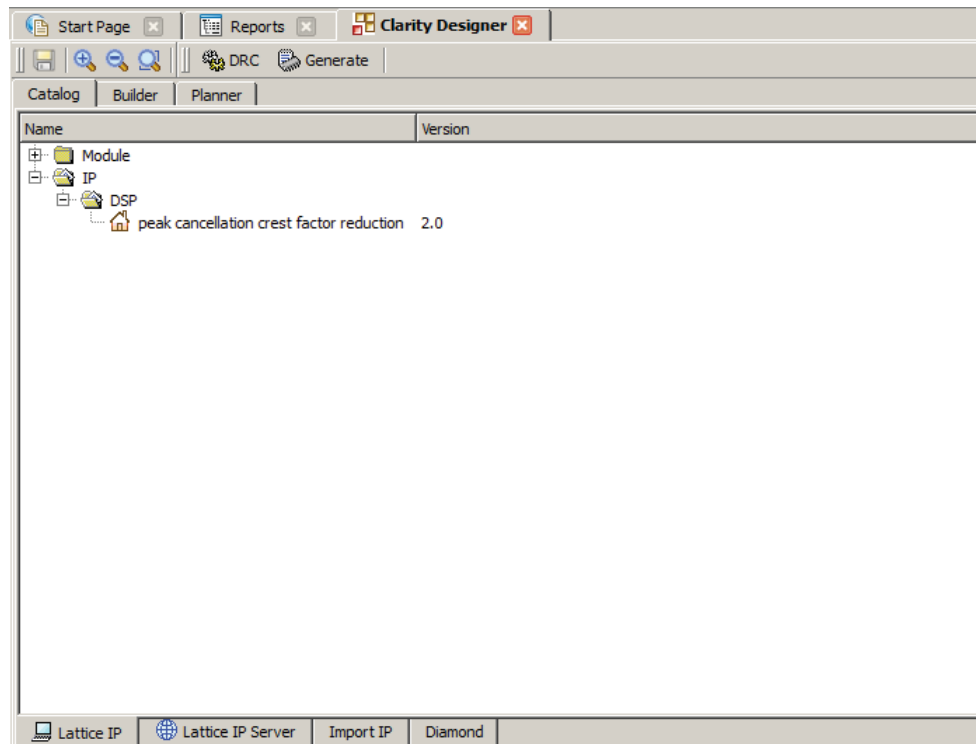 Start Page Reports Clarity Designer
DRC Generate
Catalog Builder Planner
Name Version
Module
IP
DSP
peak cancellation crest factor reduction 2.0
Lattice IP Lattice IP Server Import IP Diamond